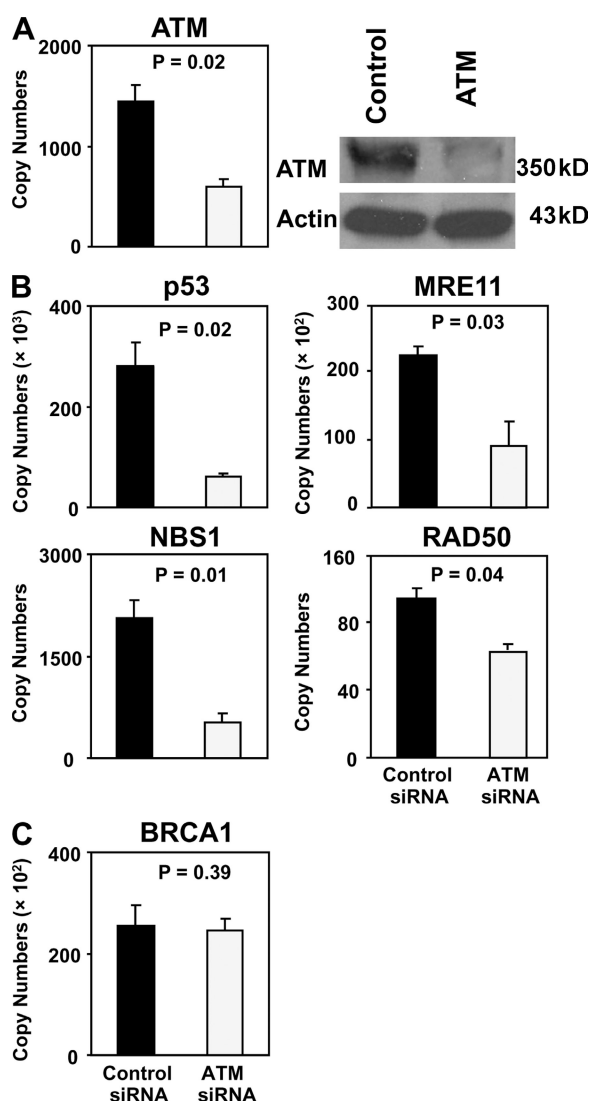 A
ATM
P = 0.02
Copy Numbers
2000
1000
0
Control
ATM
ATM
350kD
Actin
43kD
B
p53
P = 0.02
Copy Numbers (× 10³)
400
200
0
MRE11
P = 0.03
Copy Numbers (× 10²)
300
200
100
0
NBS1
P = 0.01
Copy Numbers
3000
1500
0
RAD50
P = 0.04
Copy Numbers
160
80
40
0
Control
siRNA
ATM
siRNA
C
BRCA1
P = 0.39
Copy Numbers (× 10²)
400
200
0
Control
siRNA
ATM
siRNA